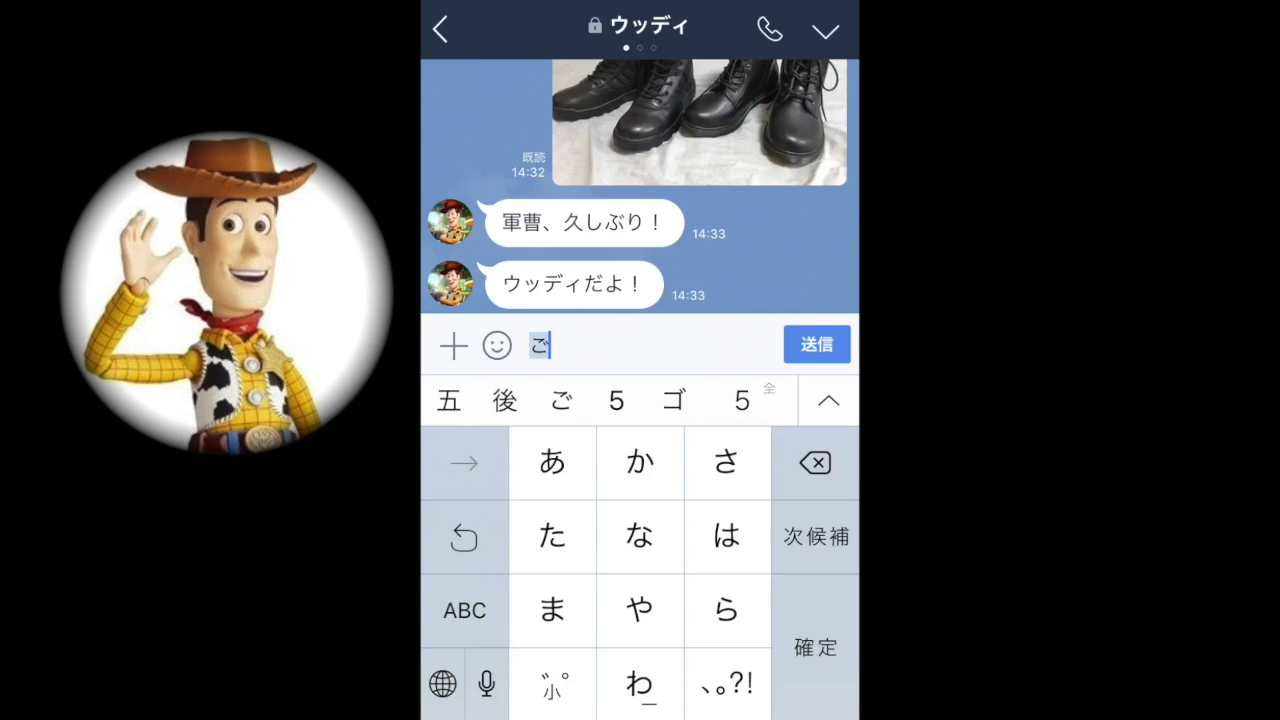 ウッディ
既読
14:32
軍曹、久しぶり！
14:33
ウッディだよ！
14:33
ご
送信
五 後 ご 5 ゴ 5 全
→ あ か さ
た な は 次候補
ABC ま や ら
確定
゛゜小 わ_ 、。?!